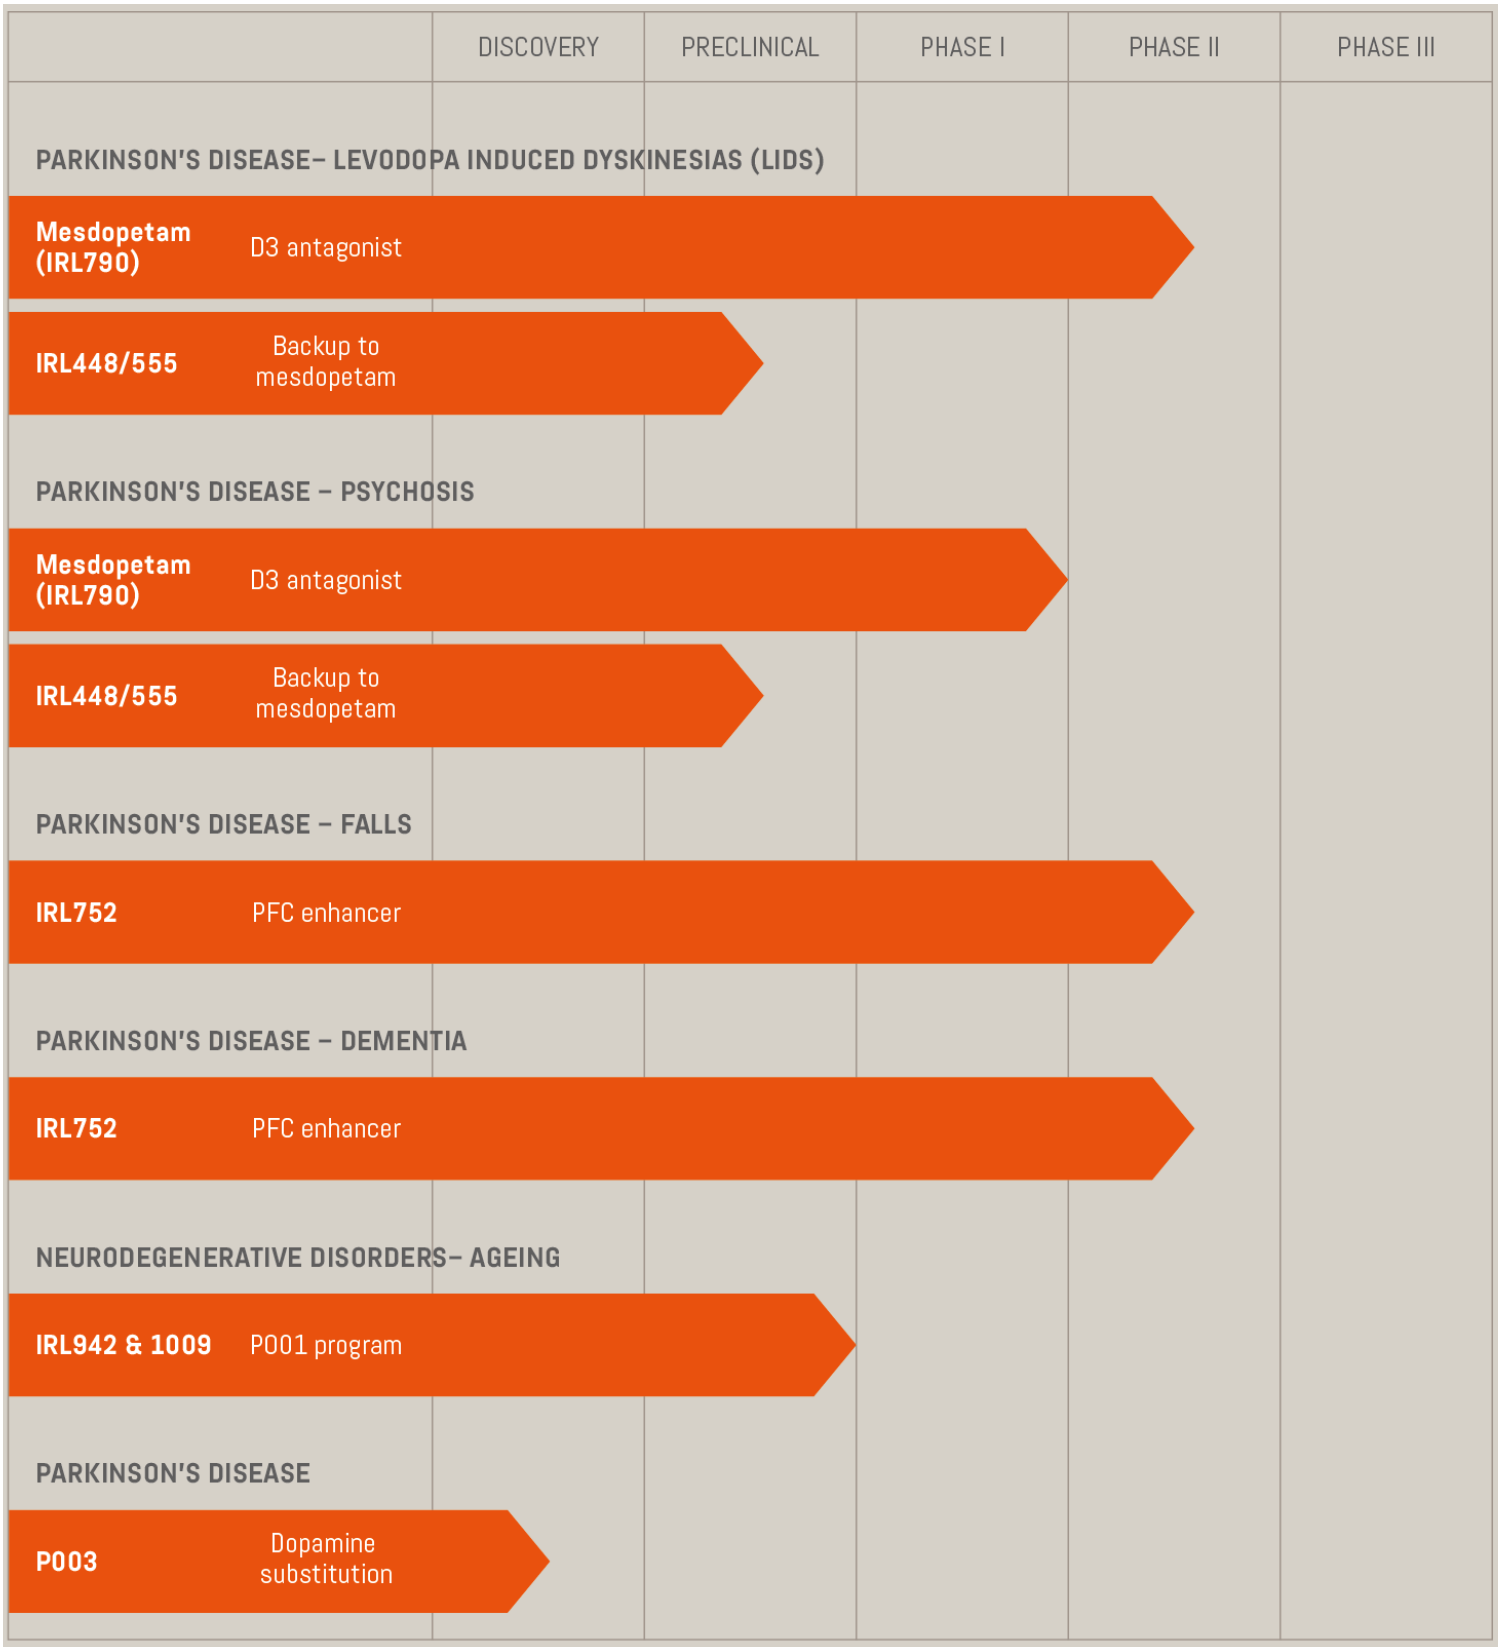 DISCOVERY PRECLINICAL PHASE I PHASE II PHASE III
PARKINSON'S DISEASE– LEVODOPA INDUCED DYSKINESIAS (LIDS)
Mesdopetam
(IRL790)
D3 antagonist
IRL448/555
Backup to
mesdopetam
PARKINSON'S DISEASE – PSYCHOSIS
Mesdopetam
(IRL790)
D3 antagonist
IRL448/555
Backup to
mesdopetam
PARKINSON'S DISEASE – FALLS
IRL752 PFC enhancer
PARKINSON'S DISEASE – DEMENTIA
IRL752 PFC enhancer
NEURODEGENERATIVE DISORDERS– AGEING
IRL942 & 1009 P001 program
PARKINSON'S DISEASE
P003
Dopamine
substitution